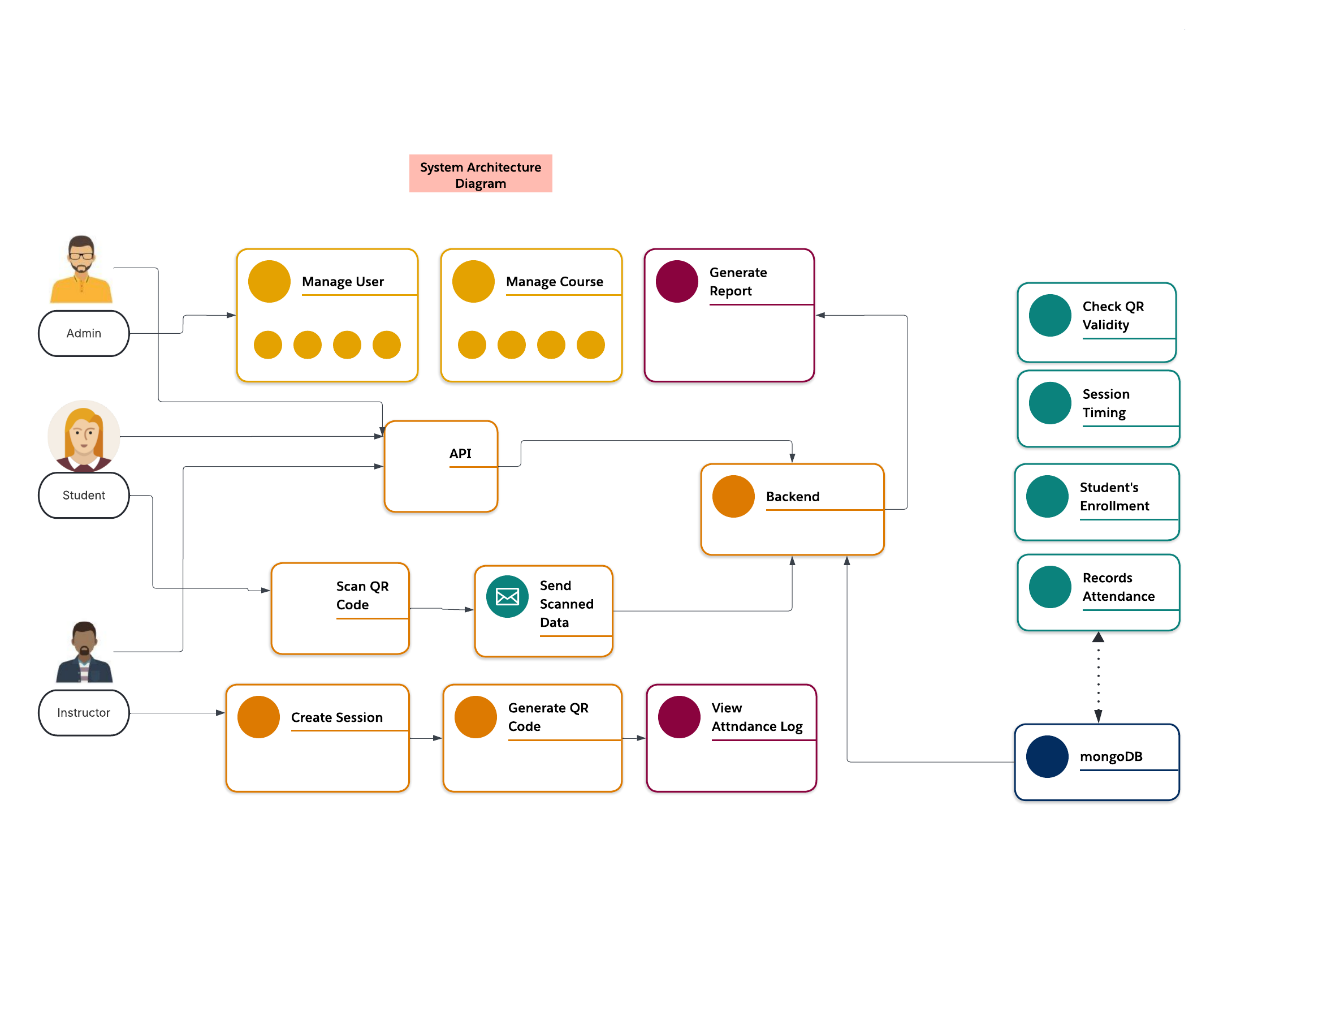 System Architecture
Diagram
Admin
Manage User
Manage Course
Generate
Report
Check QR
Validity
Session
Timing
Student
API
Backend
Student's
Enrollment
Scan QR
Code
Send
Scanned
Data
Records
Attendance
Instructor
Create Session
Generate QR
Code
View
Attndance Log
mongoDB